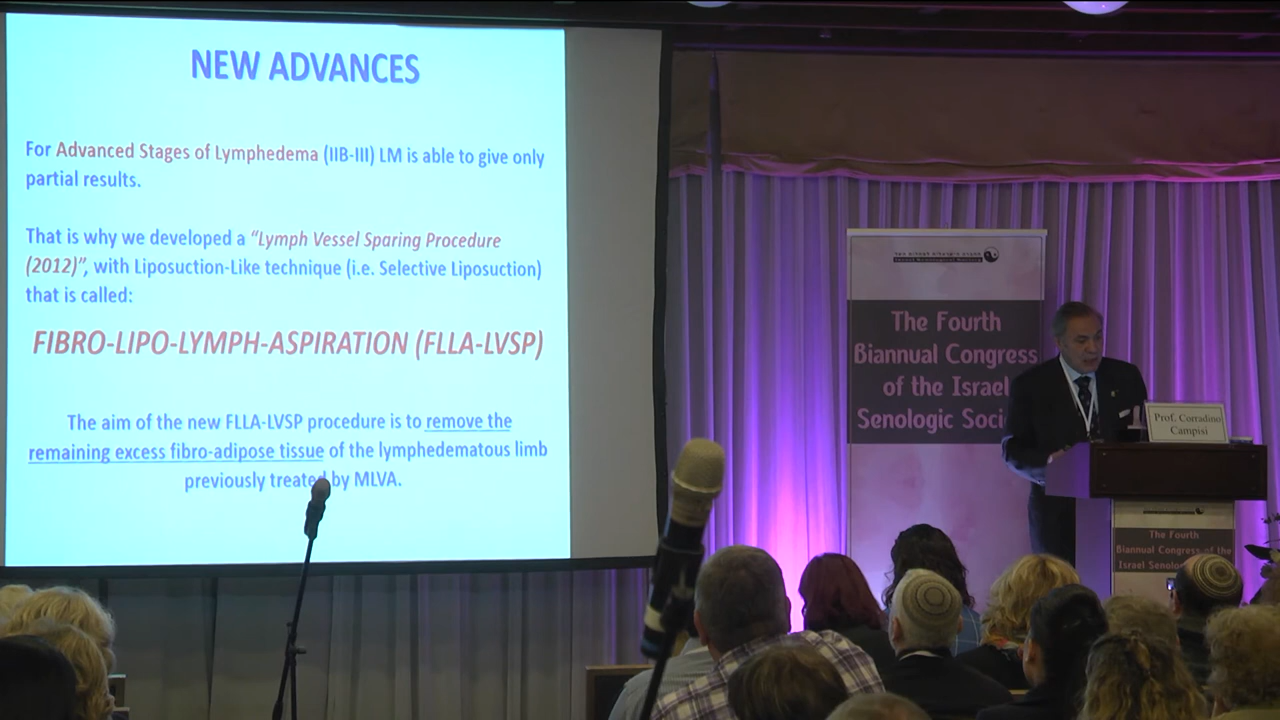 NEW ADVANCES
For Advanced Stages of Lymphedema (IIB-III) LM is able to give only
partial results.
That is why we developed a “Lymph Vessel Sparing Procedure
(2012)”, with Liposuction-Like technique (i.e. Selective Liposuction)
that is called:
FIBRO-LIPO-LYMPH-ASPIRATION (FLLA-LVSP)
The aim of the new FLLA-LVSP procedure is to remove the
remaining excess fibro-adipose tissue of the lymphedematous limb
previously treated by MLVA.
The Fourth
Biannual Congress
of the Israel
Senologic Soci
Prof. Corradino
Campisi
The Fourth
Biannual Congress of the
Israel Senolo